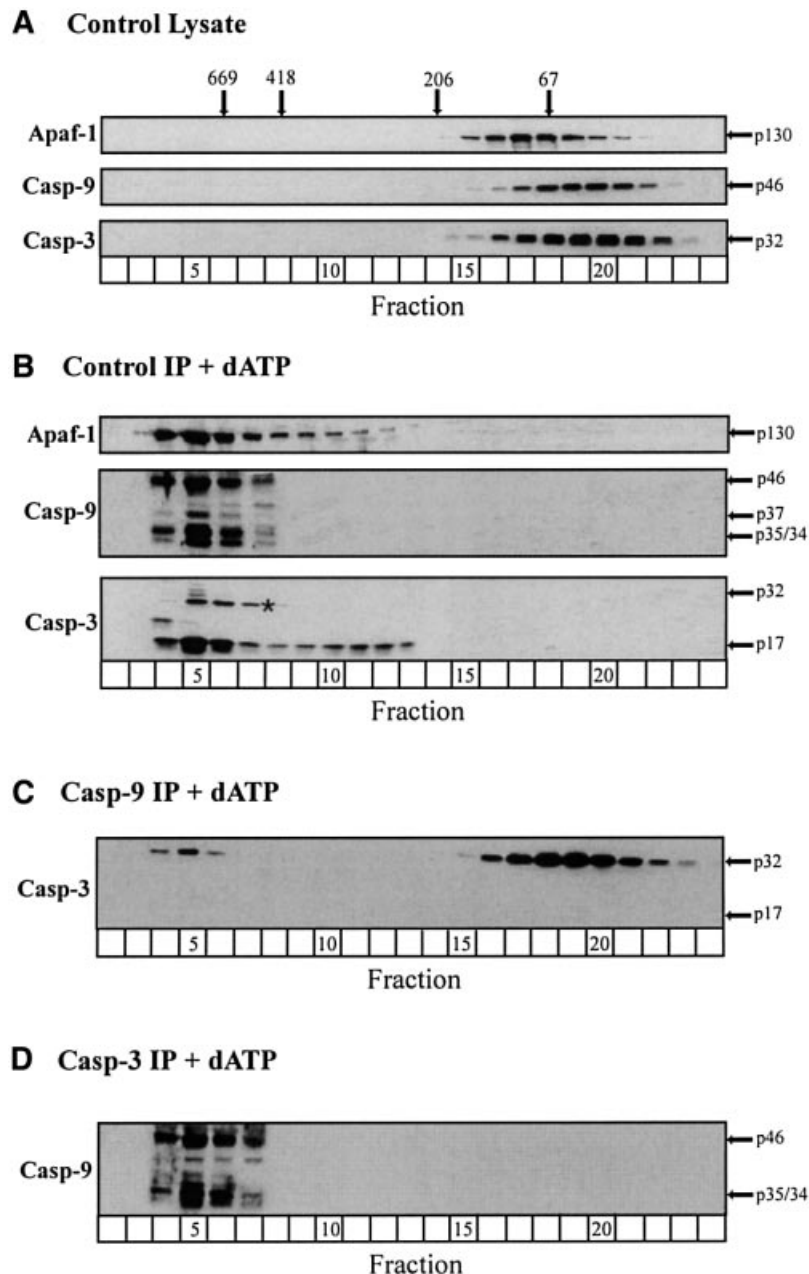 A Control Lysate
669 418 206 67
Apaf-1 p130
Casp-9 p46
Casp-3 p32
5 10 15 20
Fraction
B Control IP + dATP
Apaf-1 p130
p46
Casp-9 p37
p35/34
p32
*
Casp-3
p17
5 10 15 20
Fraction
C Casp-9 IP + dATP
p32
Casp-3
p17
5 10 15 20
Fraction
D Casp-3 IP + dATP
p46
Casp-9
p35/34
5 10 15 20
Fraction